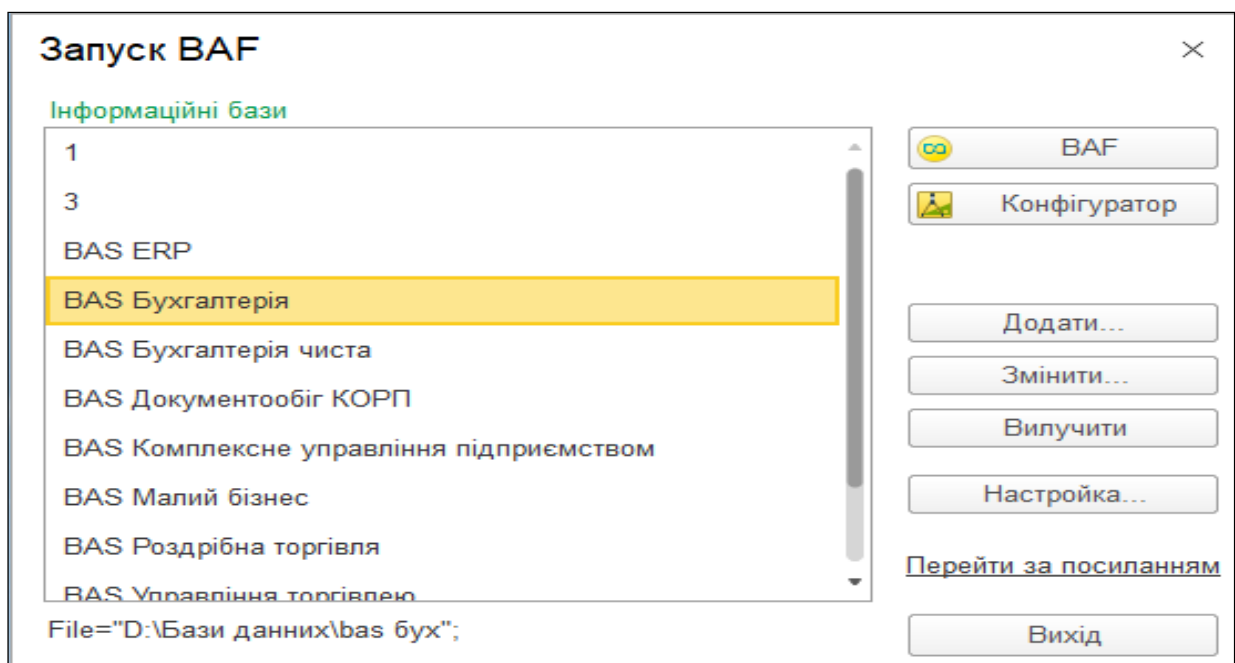 Запуск BAF
Інформаційні бази
1
3
BAS ERP
BAS Бухгалтерія
BAS Бухгалтерія чиста
BAS Документообіг КОРП
BAS Комплексне управління підприємством
BAS Малий бізнес
BAS Роздрібна торгівля
BAS Управління торгівлею
File="D:\Бази данних\bas бух";
BAF
Конфігуратор
Додати...
Змінити...
Вилучити
Настройка...
Перейти за посиланням
Вихід